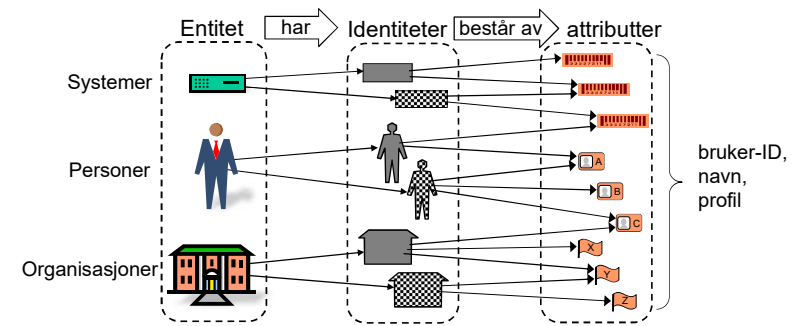 Entitet
har
Identiteter
består av
attributter
Systemer
Personer
Organisasjoner
A
B
C
X
Y
Z
bruker-ID,
navn,
profil